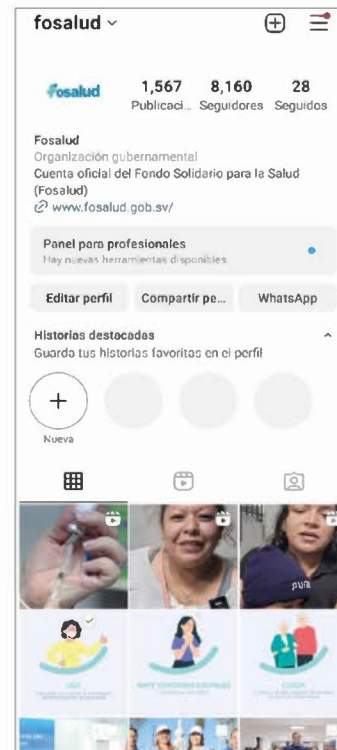 fosalud
Fosalud
1,567 8,160 28
Publicaci... Seguidores Seguidos
Fosalud
Organización gubernamental
Cuenta oficial del Fondo Solidario para la Salud
(Fosalud)
www.fosalud.gob.sv/
Panel para profesionales
Hay nuevas herramientas disponibles.
Editar perfil Compartir pe... WhatsApp
Historias destacadas
Guarda tus historias favoritas en el perfil
Nueva